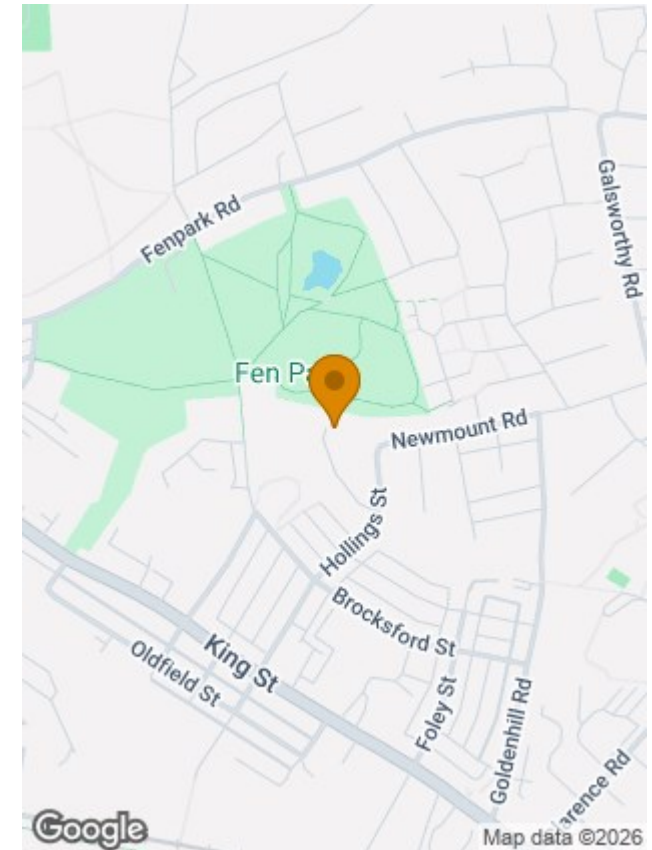 Galsworthy Rd
Fenpark Rd
Fen Pa
Newmount Rd
Hollings St
Brocksford St
King St
Oldfield St
Foley St
Goldenhill Rd
larence Rd
Google
Map data ©2026